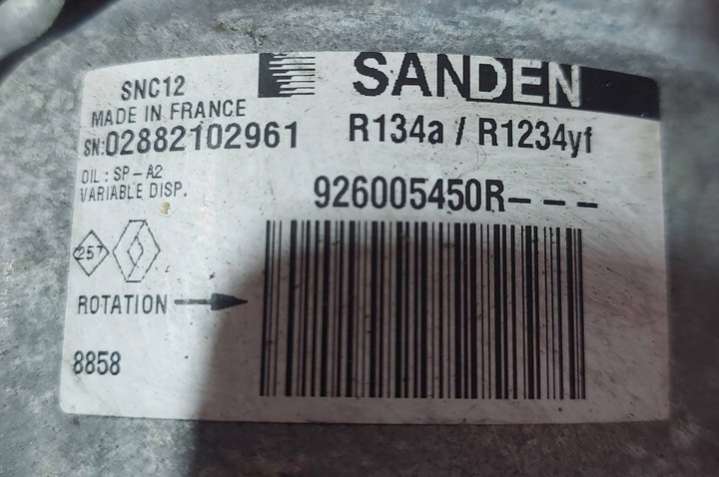 SANDEN
SNC12
MADE IN FRANCE
SN:02882102961
R134a / R1234yf
OIL : SP-A2
VARIABLE DISP.
926005450R---
257
ROTATION
8858